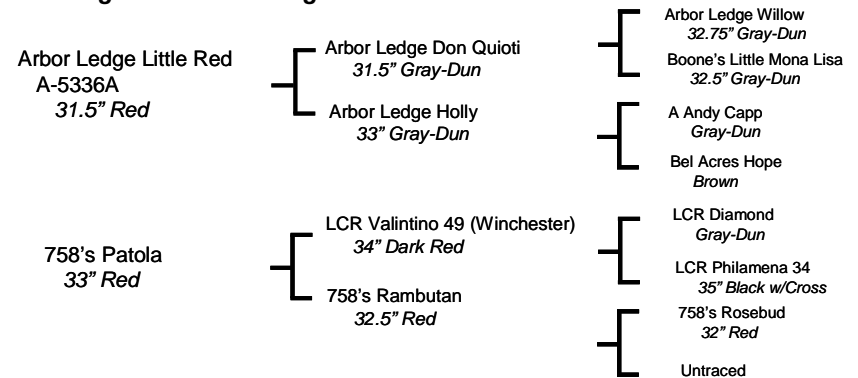 Arbor Ledge Little Red
A-5336A
31.5” Red
Arbor Ledge Don Quioti
31.5” Gray-Dun
Arbor Ledge Holly
33” Gray-Dun
Arbor Ledge Willow
32.75” Gray-Dun
Boone’s Little Mona Lisa
32.5” Gray-Dun
A Andy Capp
Gray-Dun
Bel Acres Hope
Brown
758’s Patola
33” Red
LCR Valintino 49 (Winchester)
34” Dark Red
758’s Rambutan
32.5” Red
LCR Diamond
Gray-Dun
LCR Philamena 34
35” Black w/Cross
758’s Rosebud
32” Red
Untraced